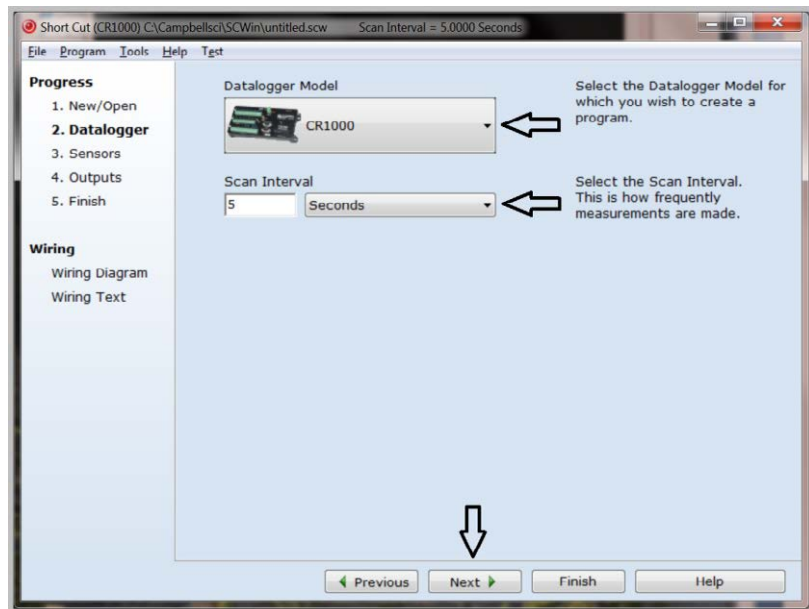 Short Cut (CR1000) C:\Campbellsci\SCWin\untitled.scw Scan Interval = 5.0000 Seconds
File Program Tools Help Test
Progress
1. New/Open
2. Datalogger
3. Sensors
4. Outputs
5. Finish
Wiring
Wiring Diagram
Wiring Text
Datalogger Model
CR1000
Select the Datalogger Model for
which you wish to create a
program.
Scan Interval
5 Seconds
Select the Scan Interval.
This is how frequently
measurements are made.
Previous Next Finish Help